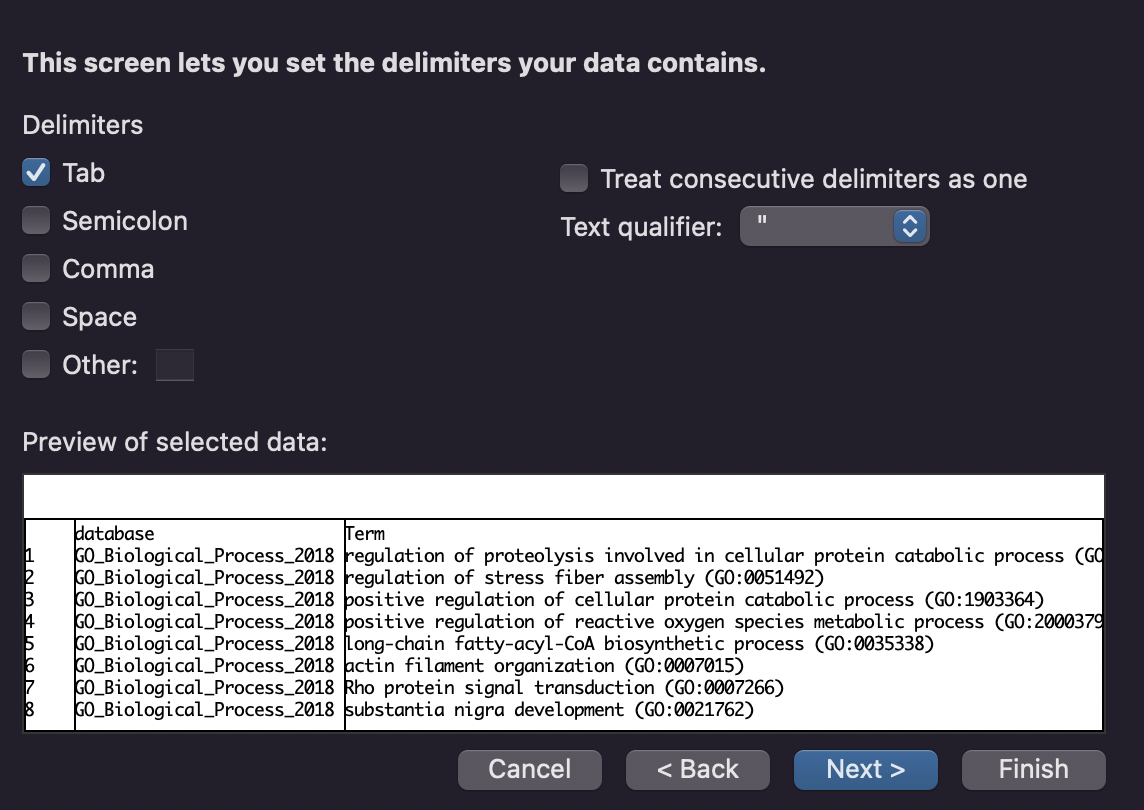 This screen lets you set the delimiters your data contains.
Delimiters
Tab
Treat consecutive delimiters as one
Semicolon
Text qualifier: "
Comma
Space
Other:
Preview of selected data:
database Term
1 GO_Biological_Process_2018 regulation of proteolysis involved in cellular protein catabolic process (GO
2 GO_Biological_Process_2018 regulation of stress fiber assembly (GO:0051492)
3 GO_Biological_Process_2018 positive regulation of cellular protein catabolic process (GO:1903364)
4 GO_Biological_Process_2018 positive regulation of reactive oxygen species metabolic process (GO:2000379
5 GO_Biological_Process_2018 long-chain fatty-acyl-CoA biosynthetic process (GO:0035338)
6 GO_Biological_Process_2018 actin filament organization (GO:0007015)
7 GO_Biological_Process_2018 Rho protein signal transduction (GO:0007266)
8 GO_Biological_Process_2018 substantia nigra development (GO:0021762)
Cancel < Back Next > Finish